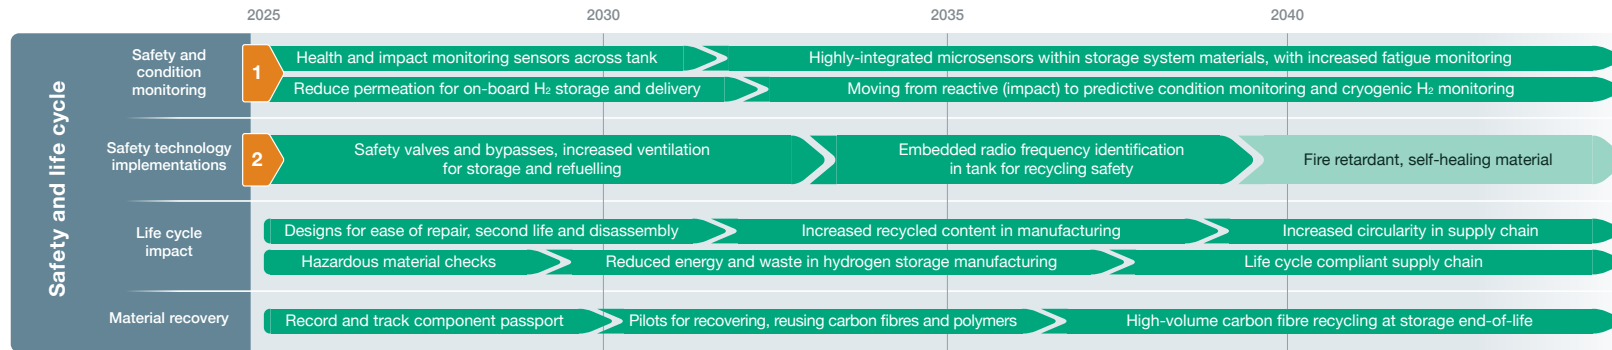 2025
2030
2035
2040
Safety and life cycle
Safety and
condition
monitoring
1
Health and impact monitoring sensors across tank
Highly-integrated microsensors within storage system materials, with increased fatigue monitoring
Reduce permeation for on-board H₂ storage and delivery
Moving from reactive (impact) to predictive condition monitoring and cryogenic H₂ monitoring
Safety technology
implementations
2
Safety valves and bypasses, increased ventilation
for storage and refuelling
Embedded radio frequency identification
in tank for recycling safety
Fire retardant, self-healing material
Life cycle
impact
Designs for ease of repair, second life and disassembly
Increased recycled content in manufacturing
Increased circularity in supply chain
Hazardous material checks
Reduced energy and waste in hydrogen storage manufacturing
Life cycle compliant supply chain
Material recovery
Record and track component passport
Pilots for recovering, reusing carbon fibres and polymers
High-volume carbon fibre recycling at storage end-of-life